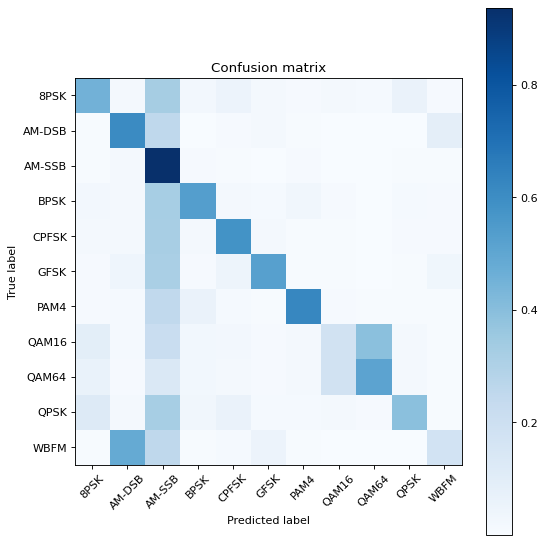 Confusion matrix
True label
8PSK
AM-DSB
AM-SSB
BPSK
CPFSK
GFSK
PAM4
QAM16
QAM64
QPSK
WBFM
8PSK
AM-DSB
AM-SSB
BPSK
CPFSK
GFSK
PAM4
QAM16
QAM64
QPSK
WBFM
Predicted label
0.8
0.6
0.4
0.2